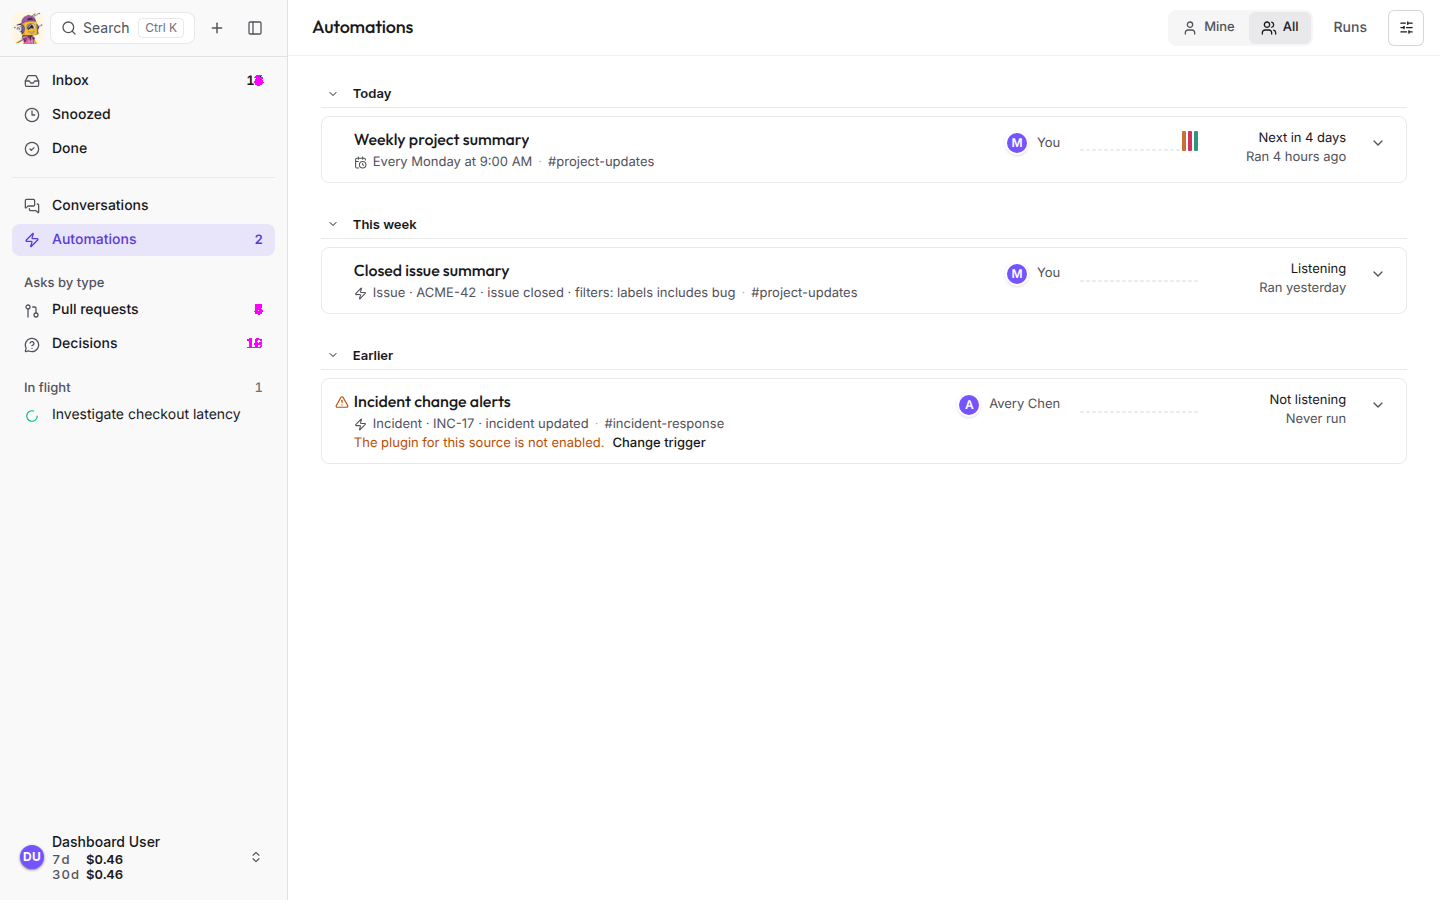 Search Ctrl K
Inbox
Snoozed
Done
Conversations
Automations 2
Asks by type
Pull requests
Decisions
In flight 1
Investigate checkout latency
DU Dashboard User
7d $0.46
30d $0.46
Automations
Mine All Runs
Today
Weekly project summary
Every Monday at 9:00 AM · #project-updates
M You
Next in 4 days
Ran 4 hours ago
This week
Closed issue summary
Issue · ACME-42 · issue closed · filters: labels includes bug · #project-updates
M You
Listening
Ran yesterday
Earlier
Incident change alerts
Incident · INC-17 · incident updated · #incident-response
The plugin for this source is not enabled. Change trigger
A Avery Chen
Not listening
Never run